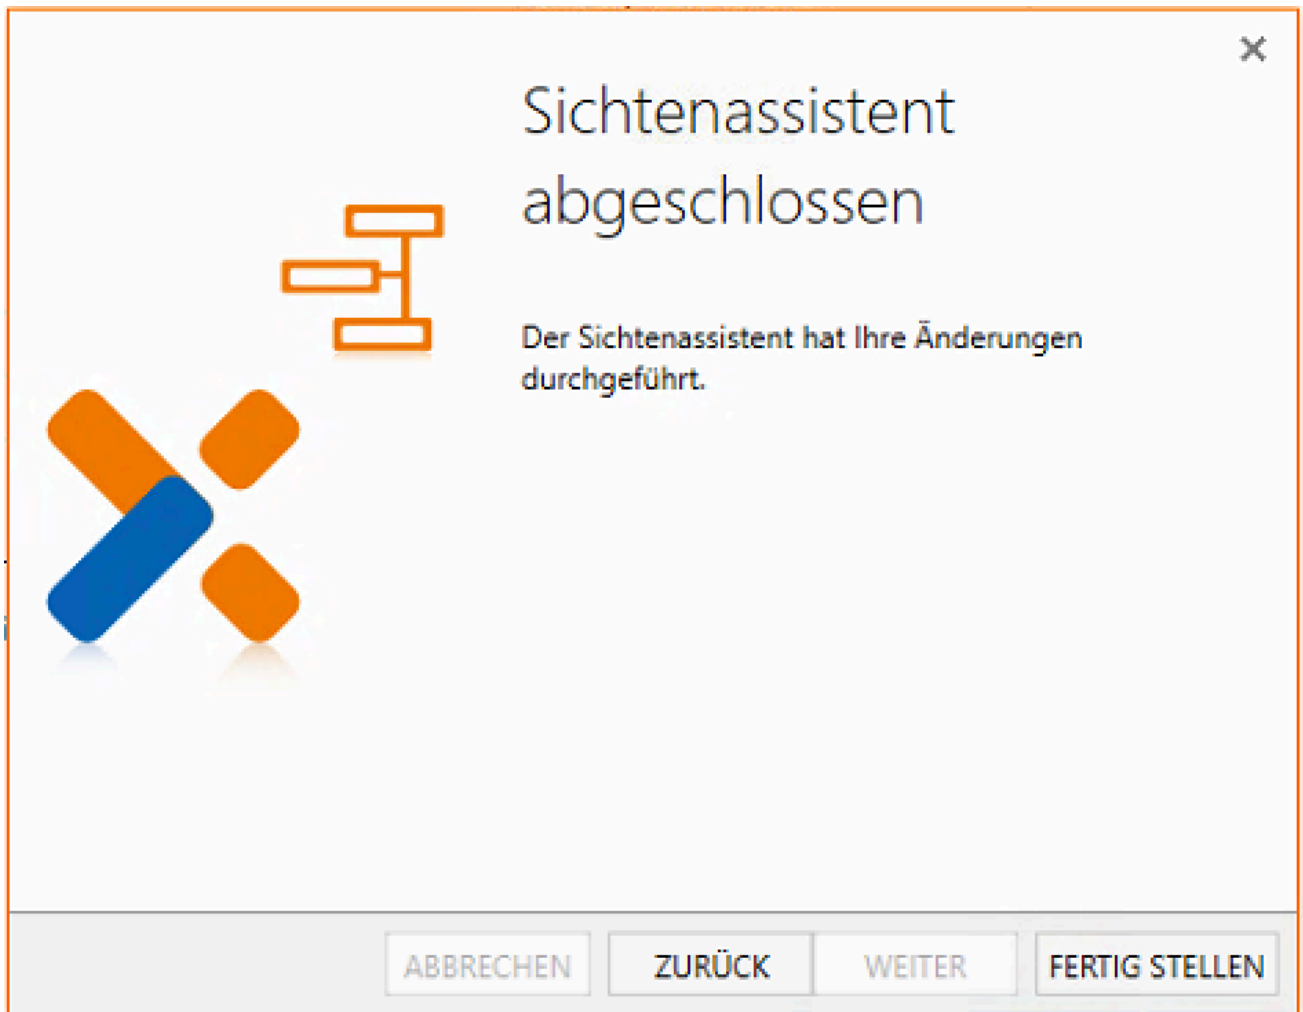 Sichtenassistent
abgeschlossen
Der Sichtenassistent hat Ihre Änderungen
durchgeführt.
ABBRECHEN
ZURÜCK
WEITER
FERTIG STELLEN